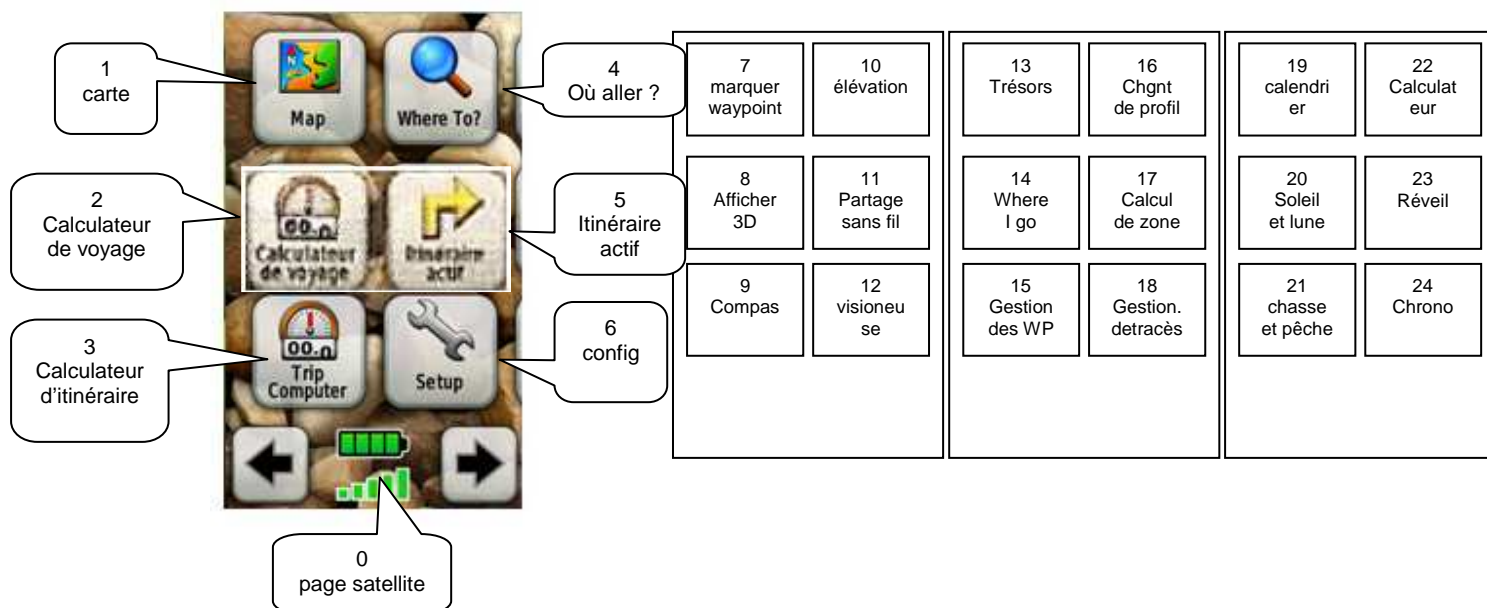 1
carte
2
Calculateur
de voyage
3
Calculateur
d'itinéraire
Map
Where To?
00.0
Calculateur
de voyage
Itinéraire
actif
00.0
Trip
Computer
Setup
4
Où aller ?
5
Itinéraire
actif
6
config
0
page satellite
7
marquer
waypoint
10
élévation
8
Afficher
3D
11
Partage
sans fil
9
Compas
12
visioneu
se
13
Trésors
16
Chgnt
de profil
14
Where
I go
17
Calcul
de zone
15
Gestion
des WP
18
Gestion.
detracès
19
calendri
er
22
Calculat
eur
20
Soleil
et lune
23
Réveil
21
chasse
et pêche
24
Chrono